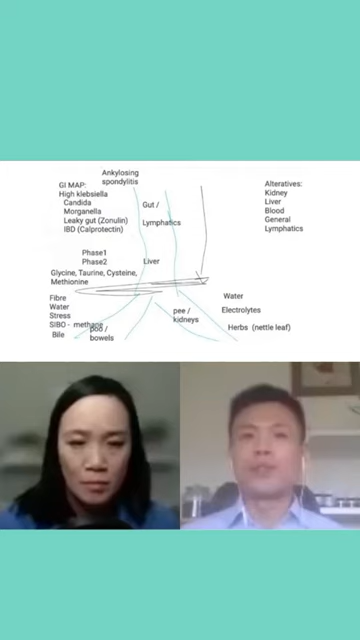 Ankylosing
spondylitis
GI MAP:
High klebsiella
Candida
Morganella
Leaky gut (Zonulin)
IBD (Calprotectin)
Gut /
Lymphatics
Alteratives:
Kidney
Liver
Blood
General
Lymphatics
Phase1
Phase2
Liver
Glycine, Taurine, Cysteine,
Methionine
Fibre
Water
Stress
SIBO - methane
Bile
poo /
bowels
pee /
kidneys
Water
Electrolytes
Herbs (nettle leaf)